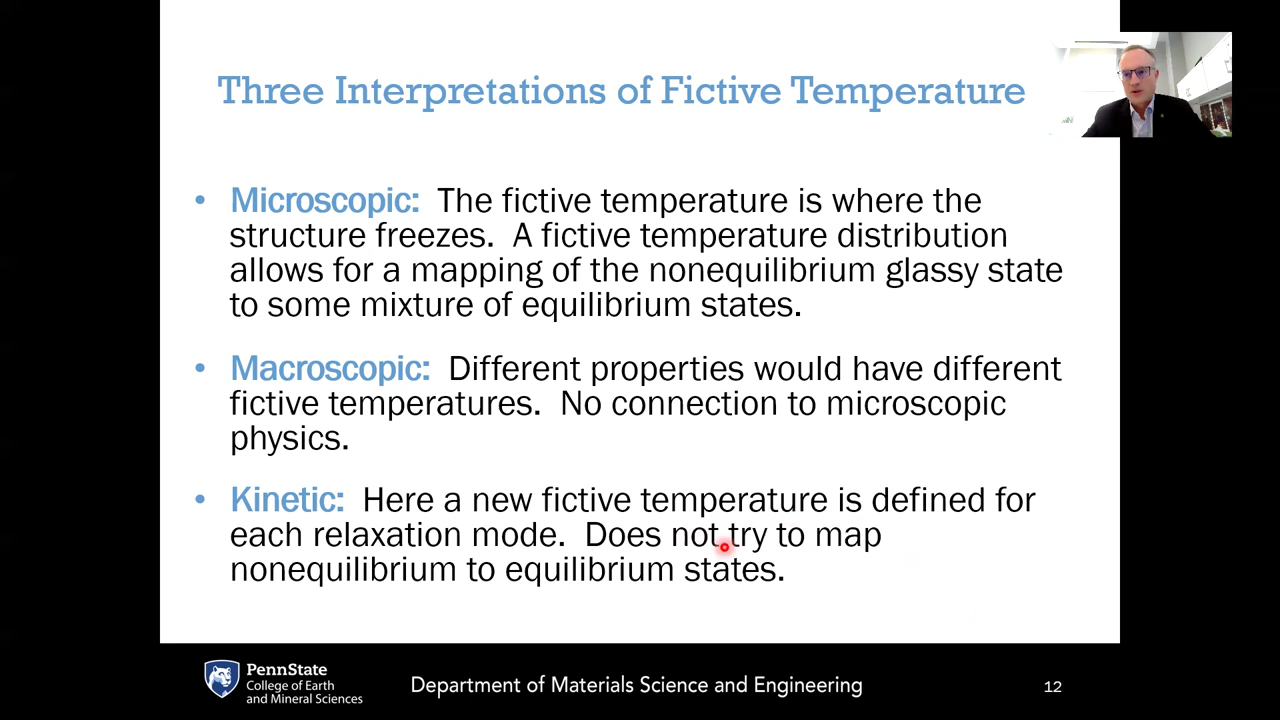 Three Interpretations of Fictive Temperature
• Microscopic: The fictive temperature is where the
structure freezes. A fictive temperature distribution
allows for a mapping of the nonequilibrium glassy state
to some mixture of equilibrium states.
• Macroscopic: Different properties would have different
fictive temperatures. No connection to microscopic
physics.
• Kinetic: Here a new fictive temperature is defined for
each relaxation mode. Does not try to map
nonequilibrium to equilibrium states.
PennState
College of Earth
and Mineral Sciences
Department of Materials Science and Engineering
12